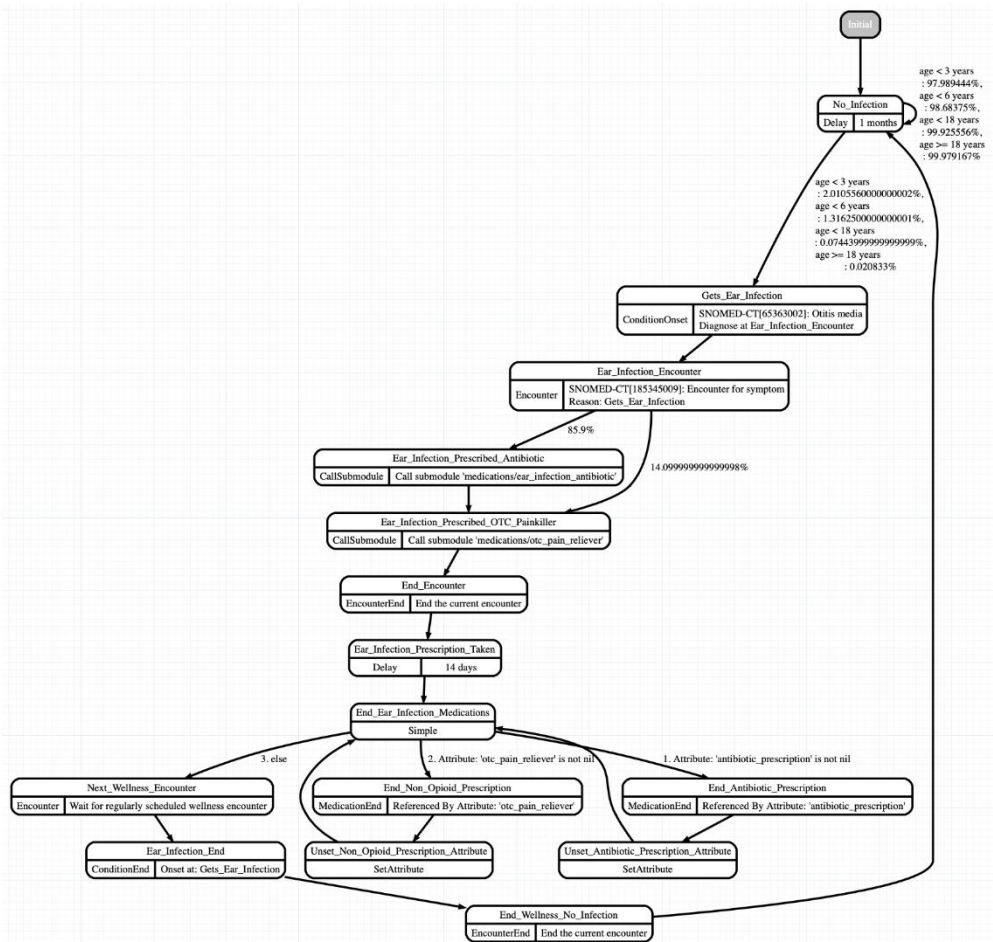 Initial
age < 3 years
: 97.989444%,
age < 6 years
: 98.68375%,
age < 18 years
: 99.925556%,
age >= 18 years
: 99.979167%
No_Infection
Delay 1 months
age < 3 years
: 2.0105560000000002%,
age < 6 years
: 1.3162500000000001%,
age < 18 years
: 0.07443999999999999%,
age >= 18 years
: 0.020833%
Gets_Ear_Infection
ConditionOnset SNOMED-CT[65363002]: Otitis media
Diagnose at Ear_Infection_Encounter
Ear_Infection_Encounter
Encounter SNOMED-CT[185345009]: Encounter for symptom
Reason: Gets_Ear_Infection
85.9%
14.099999999999998%
Ear_Infection_Prescribed_Antibiotic
CallSubmodule Call submodule 'medications/ear_infection_antibiotic'
Ear_Infection_Prescribed_OTC_Painkiller
CallSubmodule Call submodule 'medications/otc_pain_reliever'
End_Encounter
EncounterEnd End the current encounter
Ear_Infection_Prescription_Taken
Delay 14 days
End_Ear_Infection_Medications
Simple
3. else
2. Attribute: 'otc_pain_reliever' is not nil
1. Attribute: 'antibiotic_prescription' is not nil
Next_Wellness_Encounter
Encounter Wait for regularly scheduled wellness encounter
End_Non_Opioid_Prescription
MedicationEnd Referenced By Attribute: 'otc_pain_reliever'
End_Antibiotic_Prescription
MedicationEnd Referenced By Attribute: 'antibiotic_prescription'
Ear_Infection_End
ConditionEnd Onset at: Gets_Ear_Infection
Unset_Non_Opioid_Prescription_Attribute
SetAttribute
Unset_Antibiotic_Prescription_Attribute
SetAttribute
End_Wellness_No_Infection
EncounterEnd End the current encounter